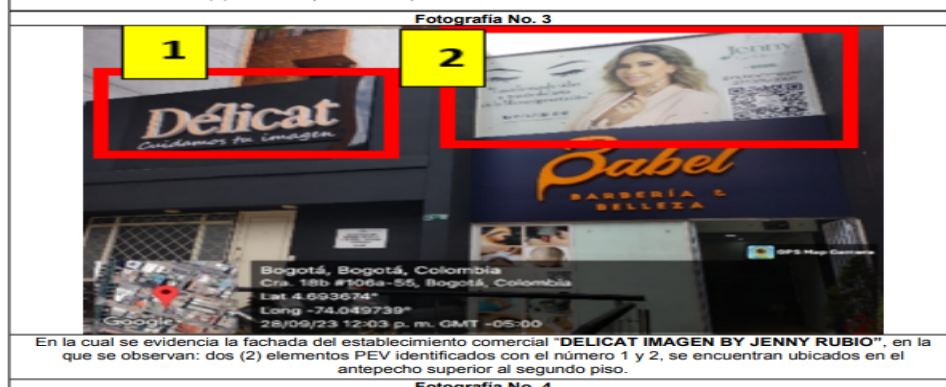 Fotografía No. 3
1
2
Délicat
Cuidamos tu imagen
Jenny
Babel
BARBERÍA &
BELLEZA
GPS Map Camera
Bogotá, Bogotá, Colombia
Cra. 18b #106a-55, Bogotá, Colombia
Lat 4.693674°
Long -74.049739°
28/09/23 12:03 p. m. GMT -05:00
Google
En la cual se evidencia la fachada del establecimiento comercial "DELICAT IMAGEN BY JENNY RUBIO", en la
que se observan: dos (2) elementos PEV identificados con el número 1 y 2, se encuentran ubicados en el
antepecho superior al segundo piso.
Fotografía No. 4